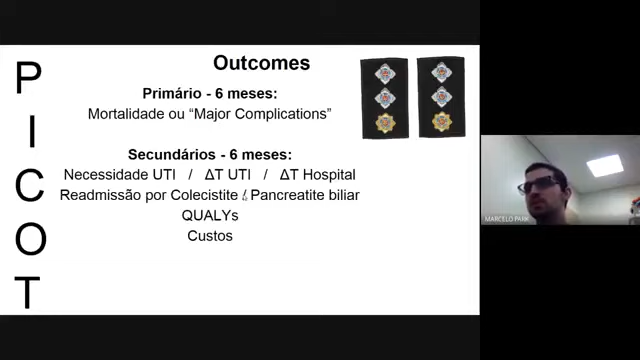 P
I
C
O
T
Outcomes
Primário - 6 meses:
Mortalidade ou “Major Complications”
Secundários - 6 meses:
Necessidade UTI / ΔT UTI / ΔT Hospital
Readmissão por Colecistite / Pancreatite biliar
QUALYs
Custos
MARCELO PARK